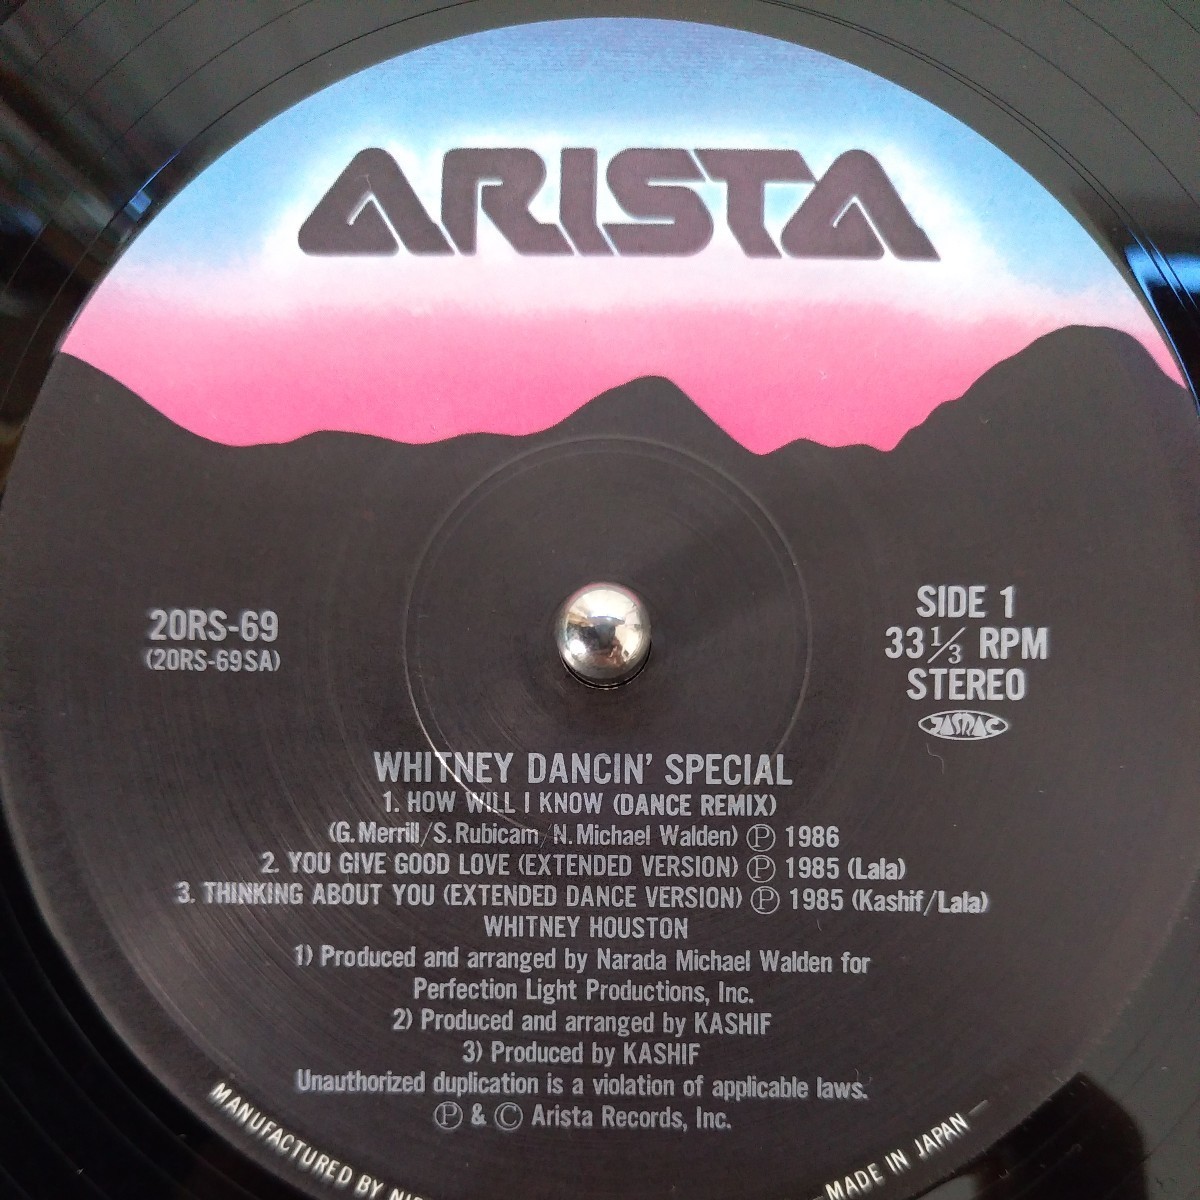 ARISTA
20RS-69
(20RS-69SA)
SIDE 1
33 1/3 RPM
STEREO
JASRAC
WHITNEY DANCIN' SPECIAL
1. HOW WILL I KNOW (DANCE REMIX)
(G. Merrill/S. Rubicam/N. Michael Walden) Ⓟ 1986
2. YOU GIVE GOOD LOVE (EXTENDED VERSION) Ⓟ 1985 (Lala)
3. THINKING ABOUT YOU (EXTENDED DANCE VERSION) Ⓟ 1985 (Kashif/Lala)
WHITNEY HOUSTON
1) Produced and arranged by Narada Michael Walden for
Perfection Light Productions, Inc.
2) Produced and arranged by KASHIF
3) Produced by KASHIF
Unauthorized duplication is a violation of applicable laws.
Ⓟ & © Arista Records, Inc.
MANUFACTURED BY
MADE IN JAPAN